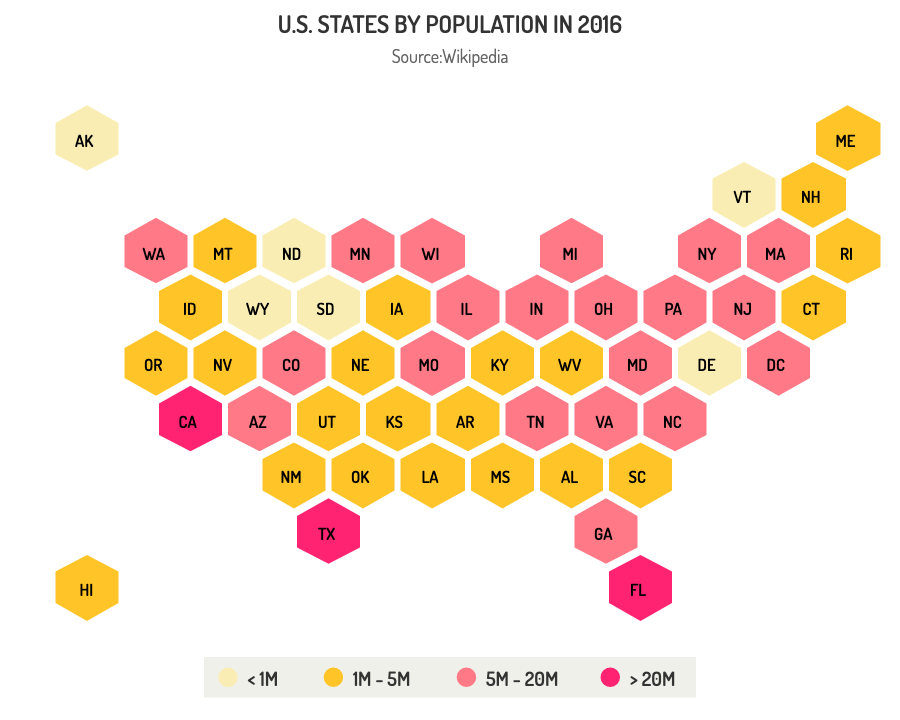 U.S. STATES BY POPULATION IN 2016
Source:Wikipedia
AK ME
VT NH
WA MT ND MN WI MI NY MA RI
ID WY SD IA IL IN OH PA NJ CT
OR NV CO NE MO KY WV MD DE DC
CA AZ UT KS AR TN VA NC
NM OK LA MS AL SC
TX GA
HI FL
< 1M 1M - 5M 5M - 20M > 20M